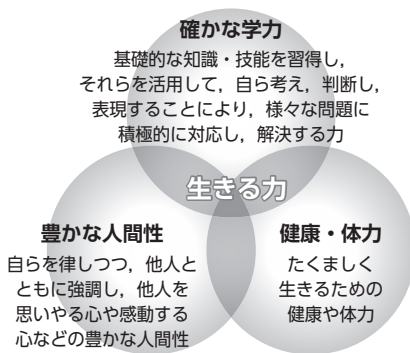 確かな学力
基礎的な知識・技能を習得し，
それらを活用して，自ら考え，判断し，
表現することにより，様々な問題に
積極的に対応し，解決する力
生きる力
豊かな人間性
自らを律しつつ，他人と
ともに強調し，他人を
思いやる心や感動する
心などの豊かな人間性
健康・体力
たくましく
生きるための
健康や体力